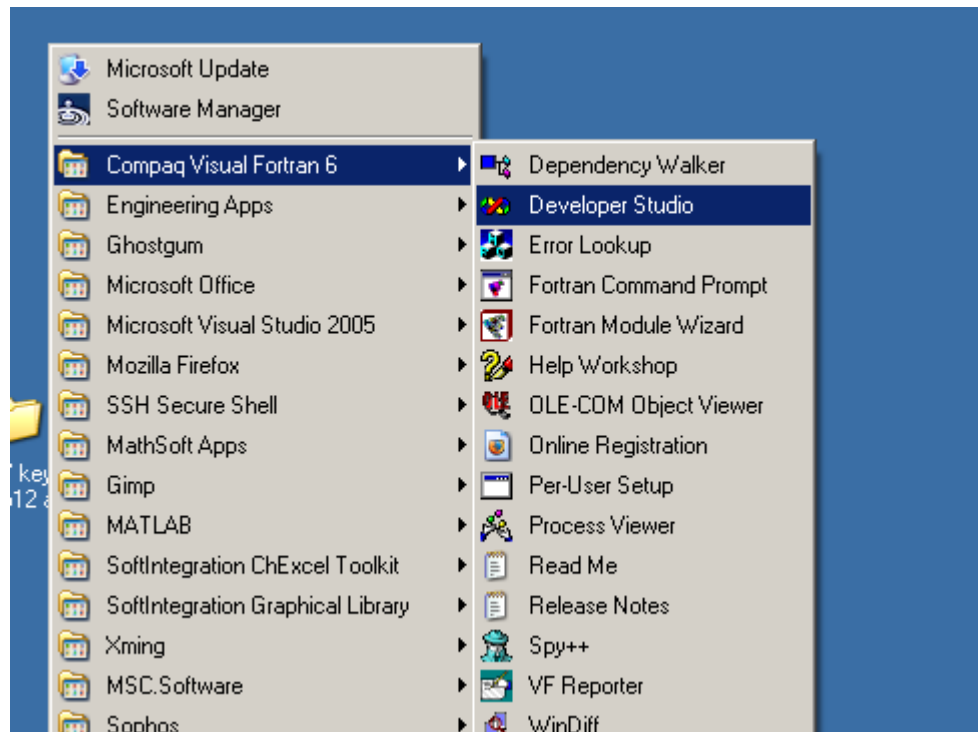 Microsoft Update
Software Manager
Compaq Visual Fortran 6
Engineering Apps
Ghostgum
Microsoft Office
Microsoft Visual Studio 2005
Mozilla Firefox
SSH Secure Shell
MathSoft Apps
Gimp
MATLAB
SoftIntegration ChExcel Toolkit
SoftIntegration Graphical Library
Xming
MSC.Software
Sophos
Dependency Walker
Developer Studio
Error Lookup
Fortran Command Prompt
Fortran Module Wizard
Help Workshop
OLE-COM Object Viewer
Online Registration
Per-User Setup
Process Viewer
Read Me
Release Notes
Spy++
VF Reporter
WinDiff
key